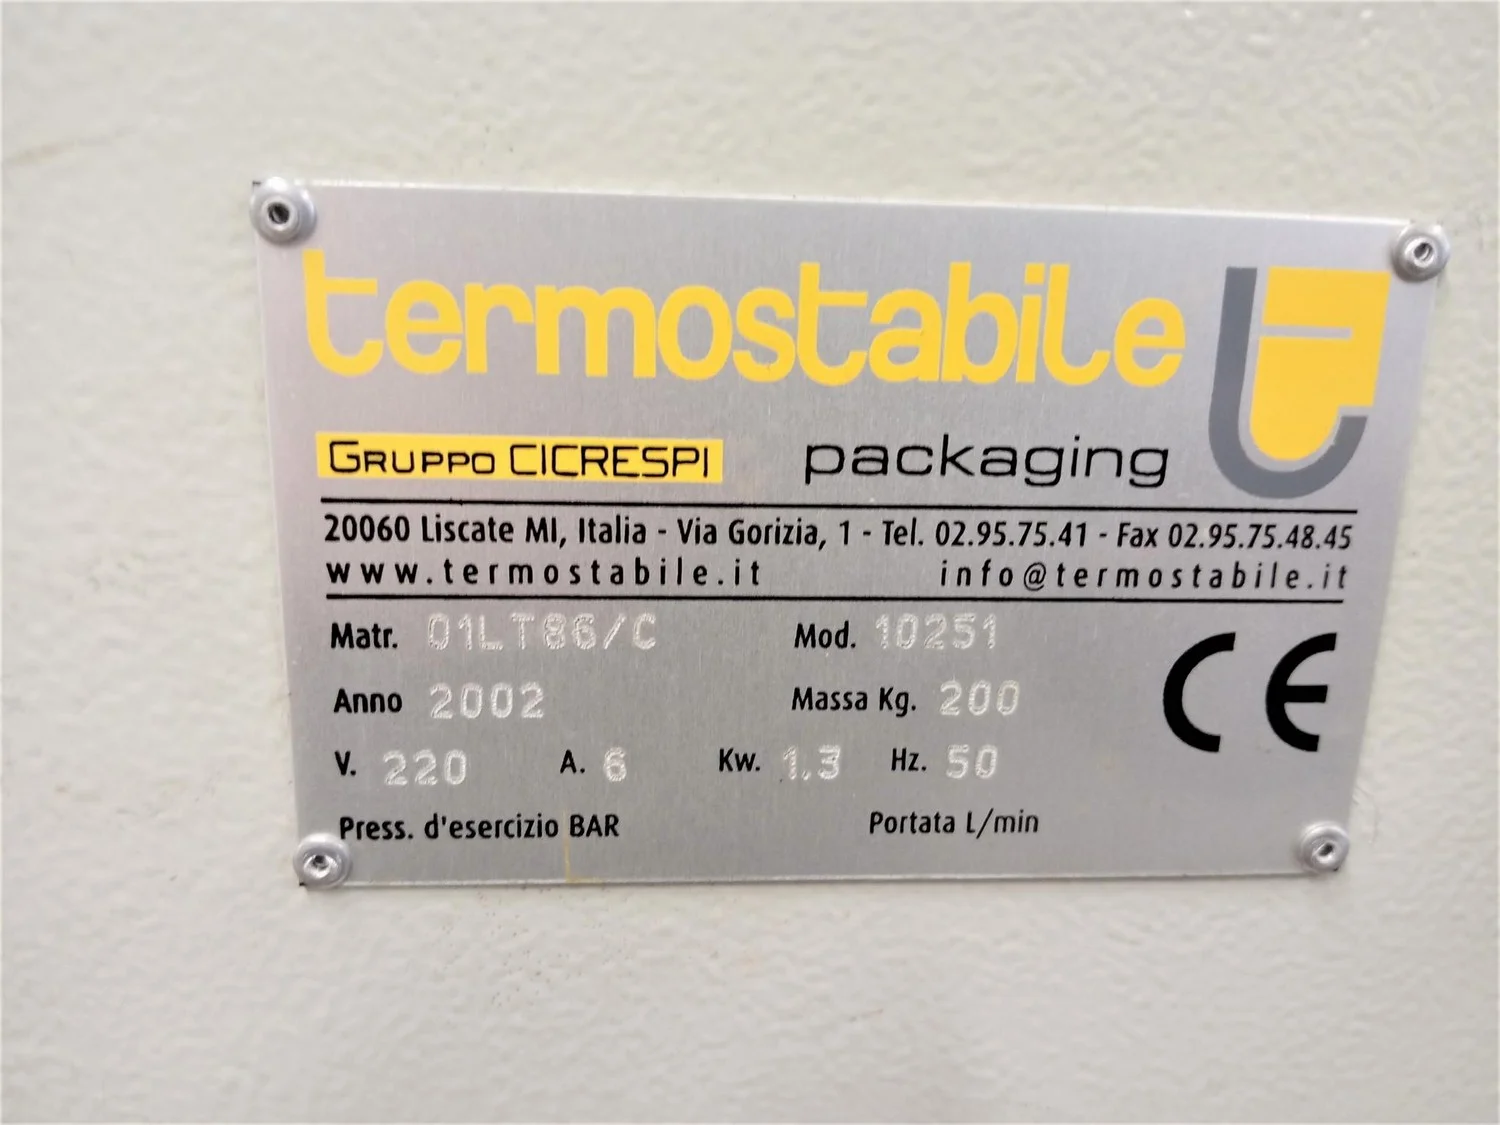 termostabile
GRUPPO CICRESPI packaging
20060 Liscate MI, Italia - Via Gorizia, 1 - Tel. 02.95.75.41 - Fax 02.95.75.48.45
www.termostabile.it info@termostabile.it
Matr. 01LT86/C Mod. 10251
Anno 2002 Massa Kg. 200
V. 220 A. 6 Kw. 1.3 Hz. 50
Press. d'esercizio BAR Portata L/min
CE